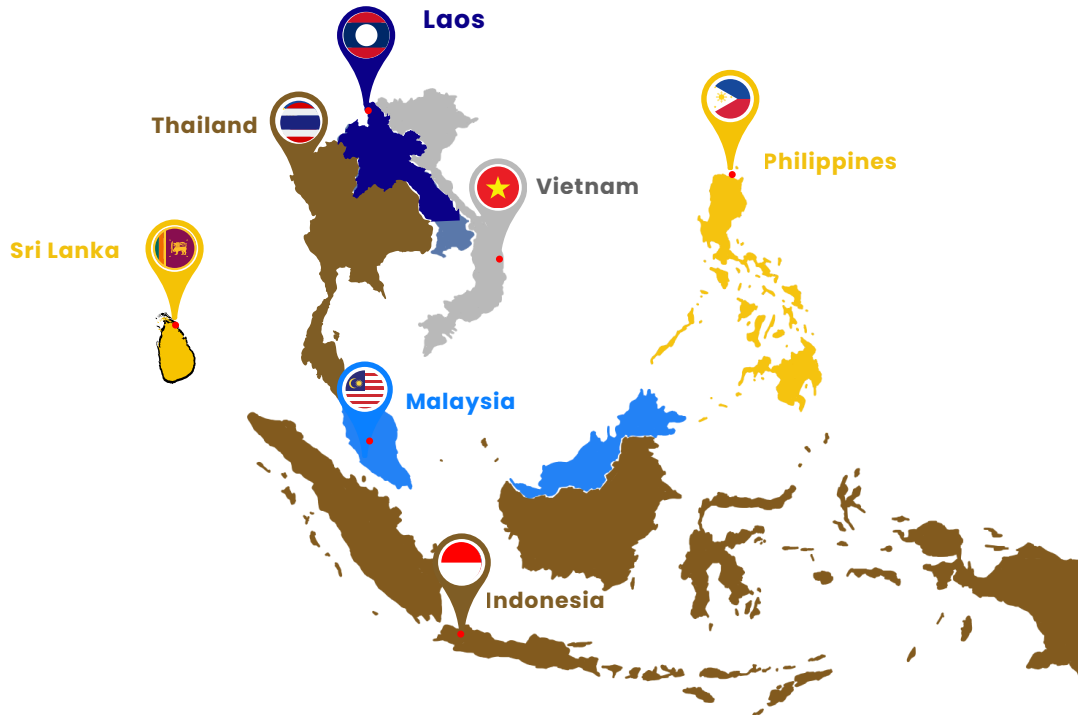 Laos
Thailand
Philippines
Vietnam
Sri Lanka
Malaysia
Indonesia